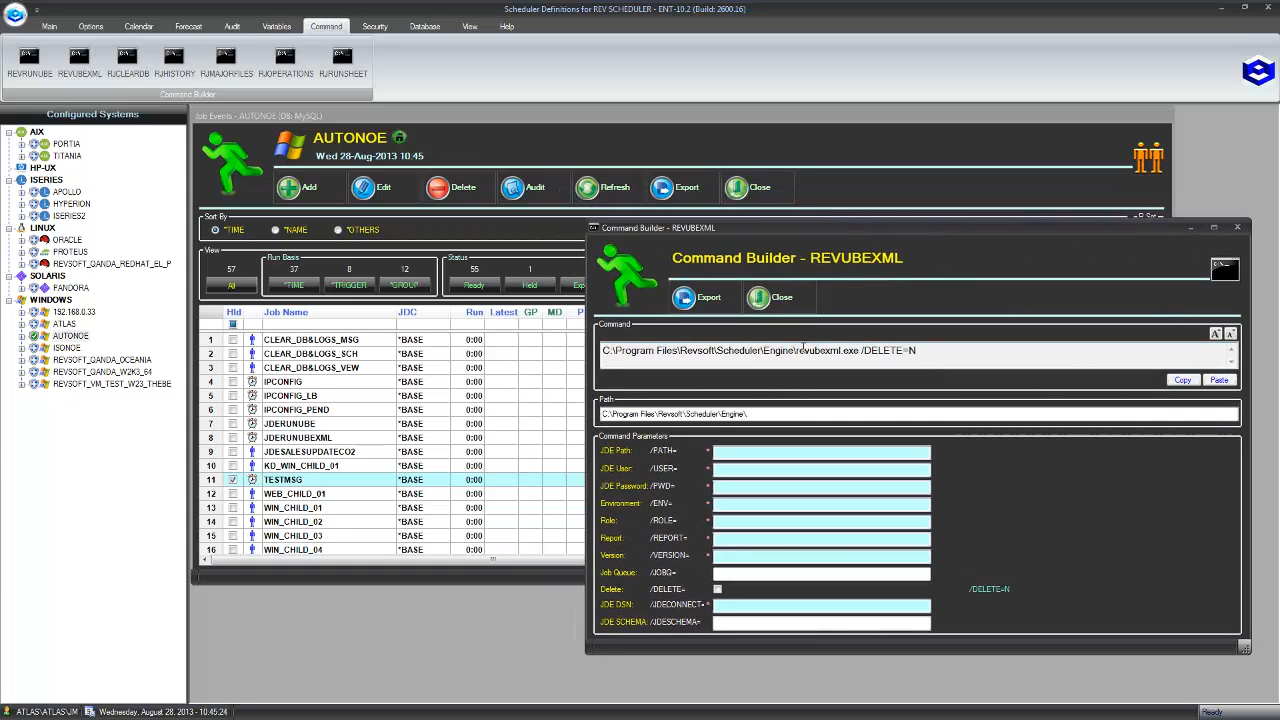 Scheduler Definitions for REV SCHEDULER - ENT-10.2 (Build: 2600.16)
Main Options Calendar Forecast Audit Variables Command Security Database View Help
REVRUNUBE REVUBEXML RJCLEARDB RJHISTORY RJMAJORFILES RJOPERATIONS RJRUNSHEET
Command Builder
Configured Systems
AIX
PORTIA
TITANIA
HP-UX
ISERIES
APOLLO
HYPERION
ISERIES2
LINUX
ORACLE
PROTEUS
REVSOFT_QANDA_REDHAT_EL_P
SOLARIS
PANDORA
WINDOWS
192.168.0.33
ATLAS
AUTONOE
ISONOE
REVSOFT_QANDA_OCEANIA
REVSOFT_QANDA_W2K3_64
REVSOFT_VM_TEST_W23_THEBE
Job Events - AUTONOE (DB: MySQL)
AUTONOE
Wed 28-Aug-2013 10:45
Add Edit Delete Audit Refresh Export Close
Sort By
*TIME *NAME *OTHERS
View Run Basis Status
57 37 8 12 55 1
All *TIME *TRIGGER *GROUP Ready Held
Hld Job Name JDC Run Latest GP MD
1 CLEAR_DB&LOGS_MSG *BASE 0:00
2 CLEAR_DB&LOGS_SCH *BASE 0:00
3 CLEAR_DB&LOGS_VEW *BASE 0:00
4 IPCONFIG *BASE 0:00
5 IPCONFIG_LB *BASE 0:00
6 IPCONFIG_PEND *BASE 0:00
7 JDERUNUBE *BASE 0:00
8 JDERUNUBEXML *BASE 0:00
9 JDESALESUPDATECO2 *BASE 0:00
10 KD_WIN_CHILD_01 *BASE 0:00
11 TESTMSG *BASE 0:00
12 WEB_CHILD_01 *BASE 0:00
13 WIN_CHILD_01 *BASE 0:00
14 WIN_CHILD_02 *BASE 0:00
15 WIN_CHILD_03 *BASE 0:00
16 WIN_CHILD_04 *BASE 0:00
Command Builder - REVUBEXML
Command Builder - REVUBEXML
Export Close
Command
C:\Program Files\Revsoft\Scheduler\Engine\revubexml.exe /DELETE=N
Copy Paste
Path
C:\Program Files\Revsoft\Scheduler\Engine\
Command Parameters
JDE Path: /PATH= *
JDE User: /USER= *
JDE Password: /PWD= *
Environment: /ENV= *
Role: /ROLE= *
Report: /REPORT= *
Version: /VERSION= *
Job Queue: /JOBQ=
Delete: /DELETE= /DELETE=N
JDE DSN: /JDECONNECT= *
JDE SCHEMA: /JDESCHEMA=
ATLAS\ATLAS\JM Wednesday, August 28, 2013 - 10:45:24 Ready